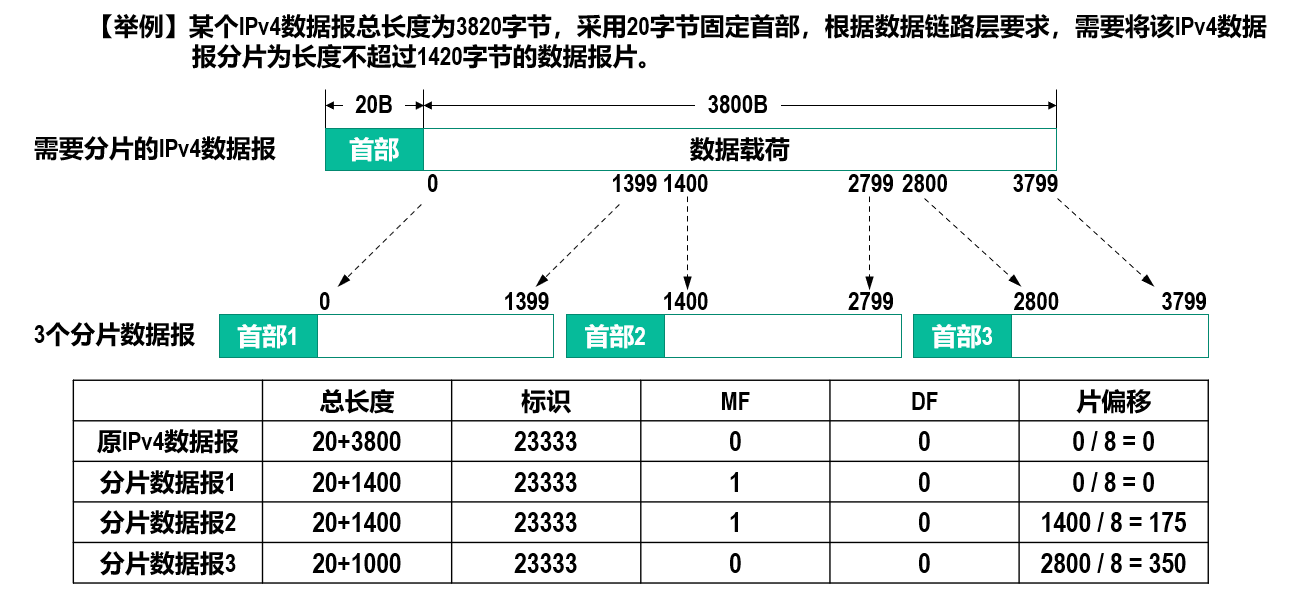 【举例】某个IPv4数据报总长度为3820字节，采用20字节固定首部，根据数据链路层要求，需要将该IPv4数据
报分片为长度不超过1420字节的数据报片。
20B 3800B
需要分片的IPv4数据报 首部 数据载荷
0 1399 1400 2799 2800 3799
0 1399 1400 2799 2800 3799
3个分片数据报 首部1 首部2 首部3
总长度 标识 MF DF 片偏移
原IPv4数据报 20+3800 23333 0 0 0 / 8 = 0
分片数据报1 20+1400 23333 1 0 0 / 8 = 0
分片数据报2 20+1400 23333 1 0 1400 / 8 = 175
分片数据报3 20+1000 23333 0 0 2800 / 8 = 350